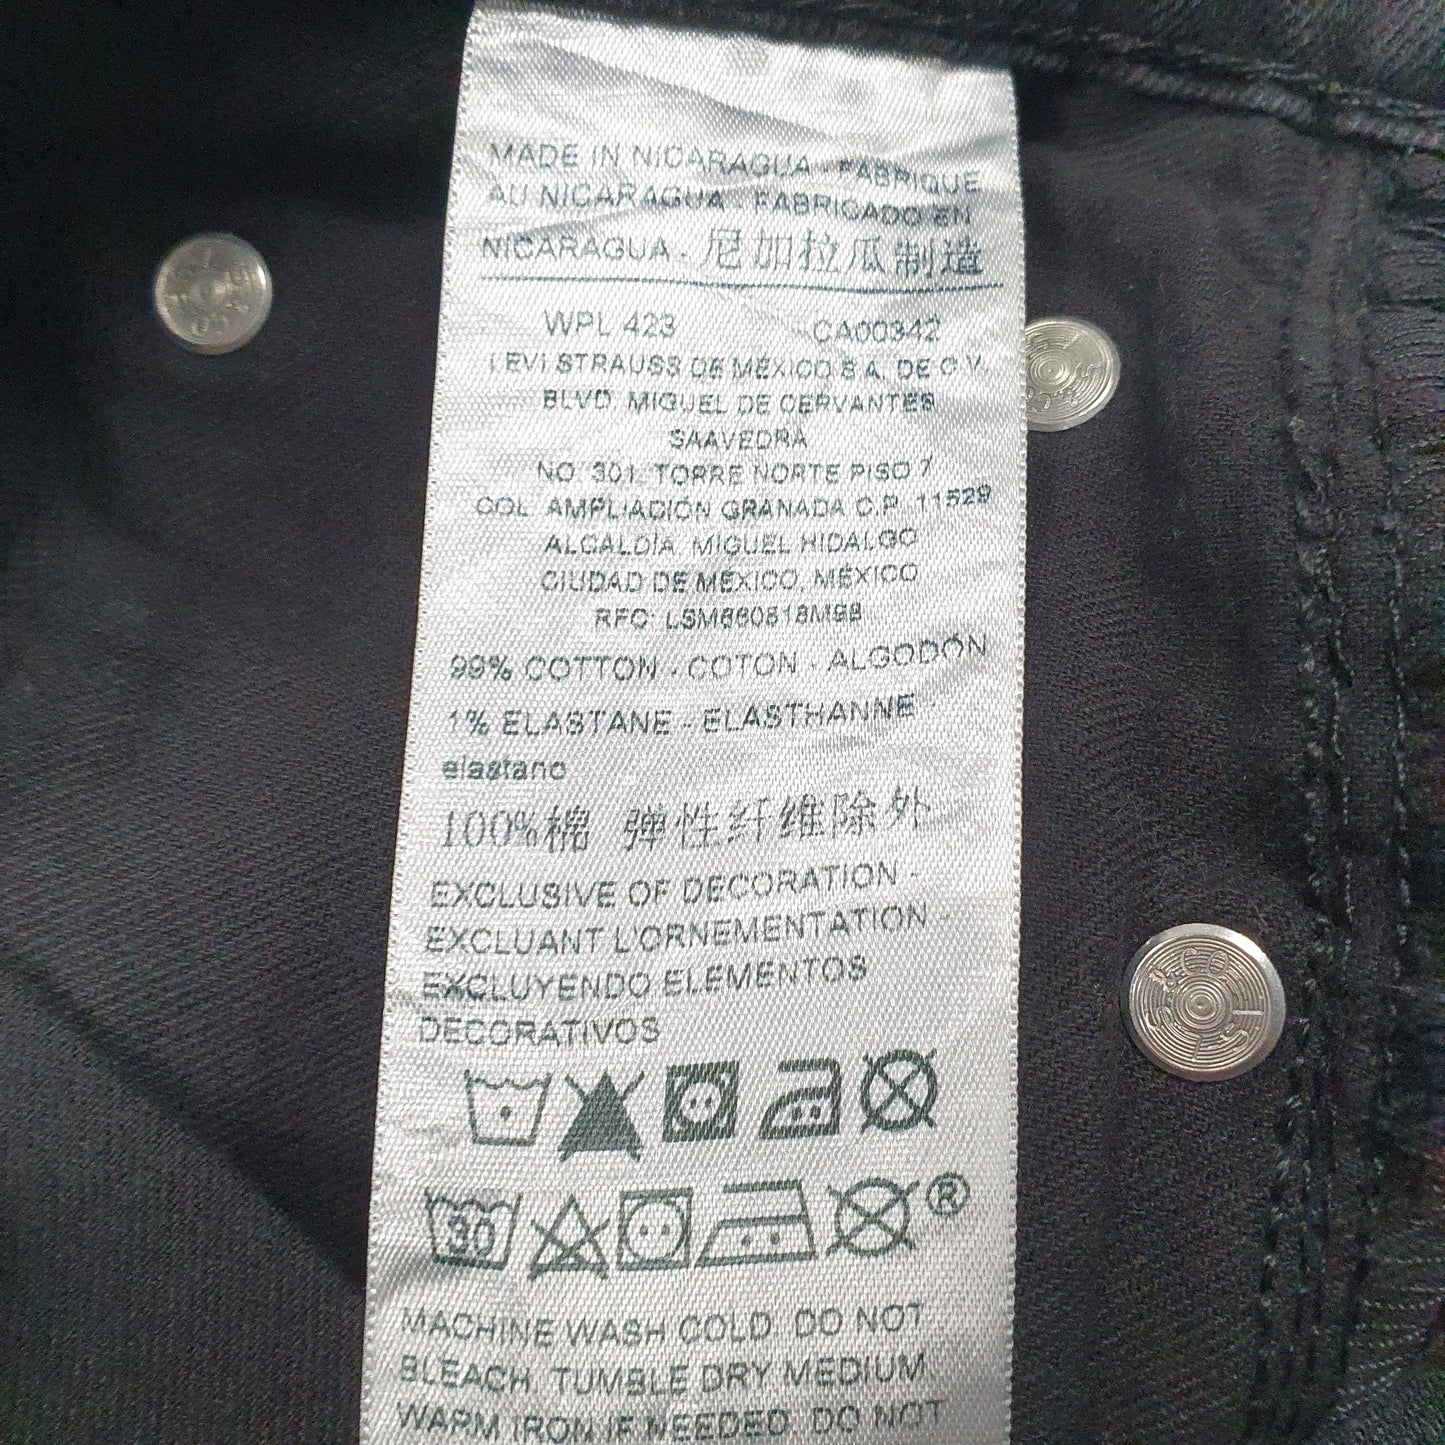 MADE IN NICARAGUA - FABRIQUE
AU NICARAGUA - FABRICADO EN
NICARAGUA - 尼加拉瓜制造
WPL 423 CA00342
LEVI STRAUSS DE MÉXICO S.A. DE C.V.
BLVD. MIGUEL DE CERVANTES
SAAVEDRA
NO. 301, TORRE NORTE PISO 7
COL. AMPLIACIÓN GRANADA C.P. 11529
ALCALDÍA. MIGUEL HIDALGO
CIUDAD DE MÉXICO, MÉXICO
RFC:
99% COTTON - COTON - ALGODÓN
1% ELASTANE - ELASTHANNE
elastano
100%棉 弹性纤维除外
EXCLUSIVE OF DECORATION -
EXCLUANT L'ORNEMENTATION -
EXCLUYENDO ELEMENTOS
DECORATIVOS
30 ®
MACHINE WASH COLD. DO NOT
BLEACH. TUMBLE DRY MEDIUM
WARM IRON IF NEEDED. DO NOT